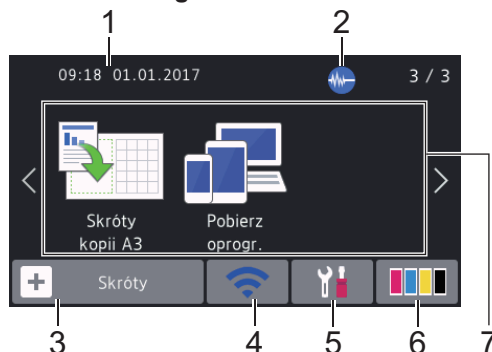 1
2
09:18 01.01.2017
3 / 3
Skróty
kopii A3
Pobierz
oprogr.
Skróty
3
4
5
6
7